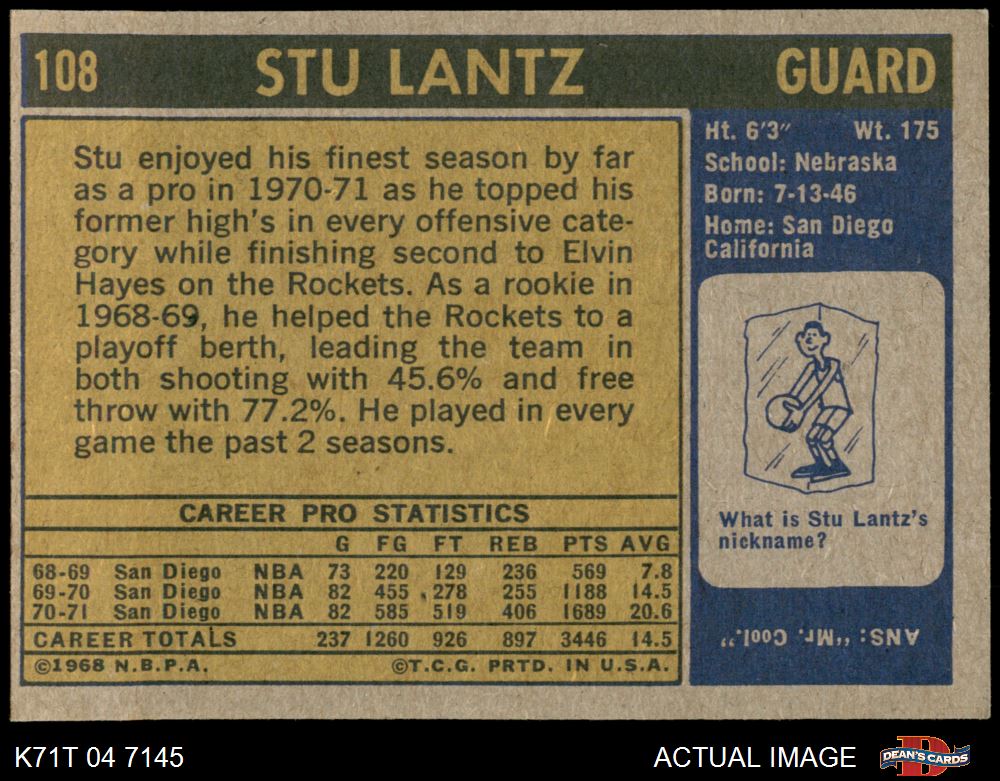 108 STU LANTZ GUARD
Stu enjoyed his finest season by far
as a pro in 1970-71 as he topped his
former high's in every offensive cate-
gory while finishing second to Elvin
Hayes on the Rockets. As a rookie in
1968-69, he helped the Rockets to a
playoff berth, leading the team in
both shooting with 45.6% and free
throw with 77.2%. He played in every
game the past 2 seasons.
CAREER PRO STATISTICS
G FG FT REB PTS AVG
68-69 San Diego NBA 73 220 129 236 569 7.8
69-70 San Diego NBA 82 455 278 255 1188 14.5
70-71 San Diego NBA 82 585 519 406 1689 20.6
CAREER TOTALS 237 1260 926 897 3446 14.5
©1968 N.B.P.A. ©T.C.G. PRTD. IN U.S.A.
Ht. 6'3" Wt. 175
School: Nebraska
Born: 7-13-46
Home: San Diego
California
What is Stu Lantz's
nickname?
ANS: "Mr. Cool."
K71T 04 7145 ACTUAL IMAGE DEAN'S CARDS